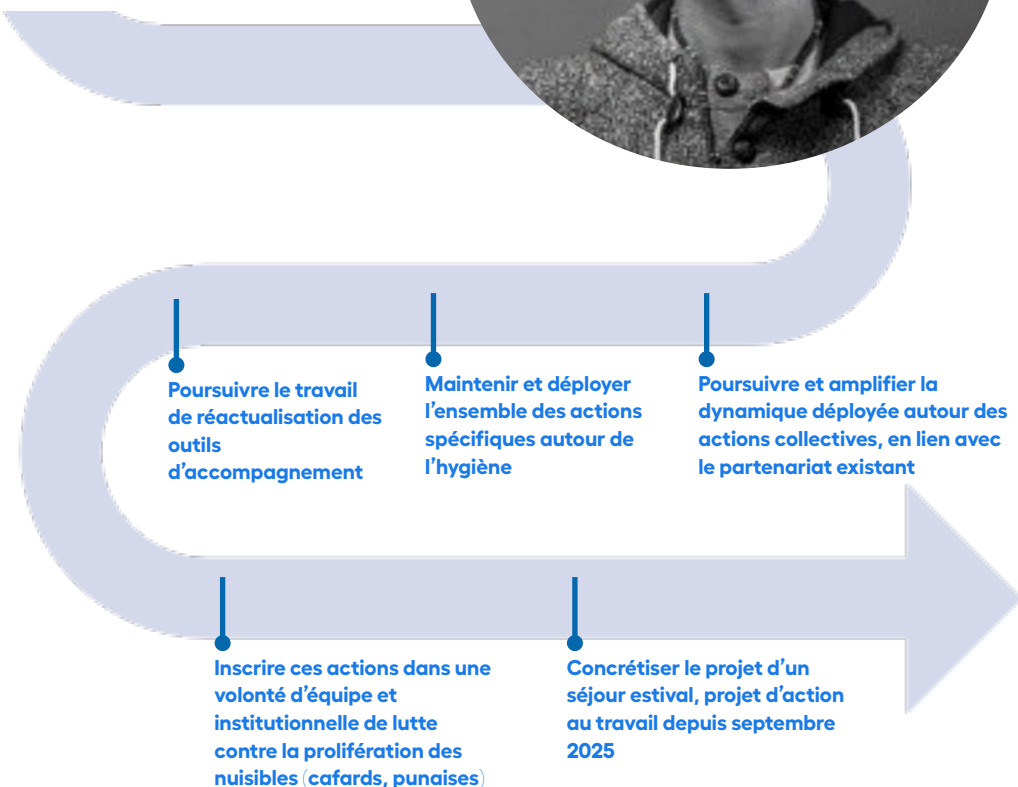 Poursuivre le travail
de réactualisation des
outils
d'accompagnement
Maintenir et déployer
l'ensemble des actions
spécifiques autour de
l'hygiène
Poursuivre et amplifier la
dynamique déployée autour des
actions collectives, en lien avec
le partenariat existant
Inscrire ces actions dans une
volonté d'équipe et
institutionnelle de lutte
contre la prolifération des
nuisibles (cafards, punaises)
Concrétiser le projet d'un
séjour estival, projet d'action
au travail depuis septembre
2025